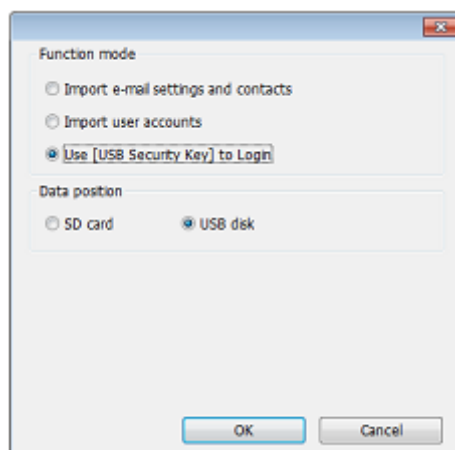 Function mode
Import e-mail settings and contacts
Import user accounts
Use [USB Security Key] to Login
Data position
SD card USB disk
OK Cancel